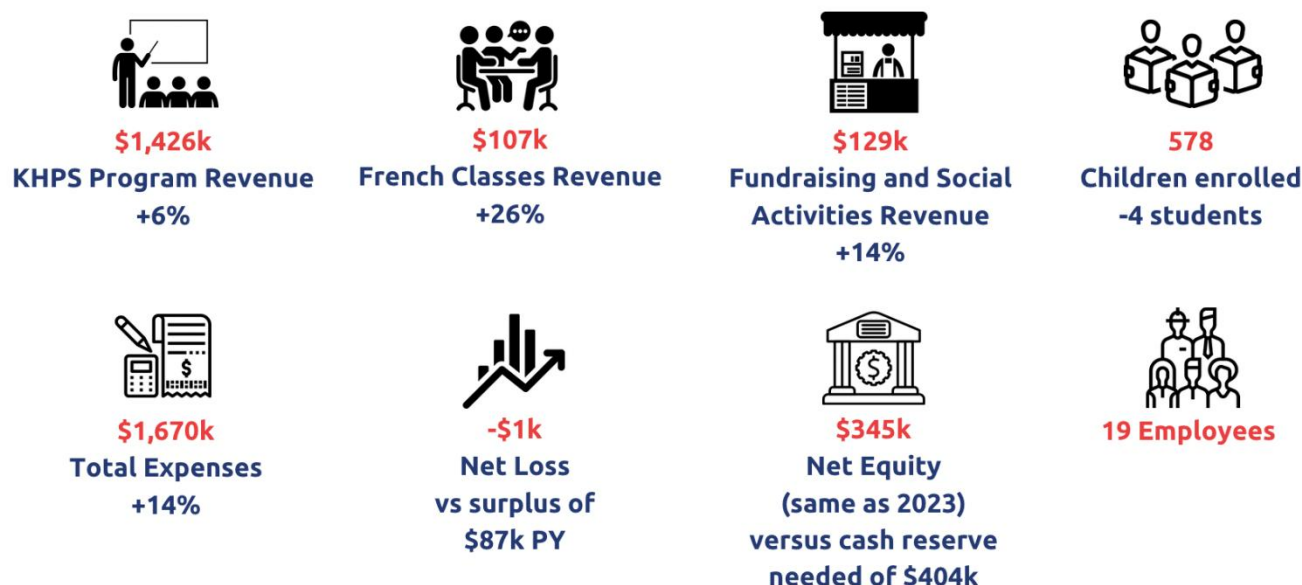 $1,426k
KHPS Program Revenue
+6%
$107k
French Classes Revenue
+26%
$129k
Fundraising and Social
Activities Revenue
+14%
578
Children enrolled
-4 students
$
$1,670k
Total Expenses
+14%
-$1k
Net Loss
vs surplus of
$87k PY
$
$345k
Net Equity
(same as 2023)
versus cash reserve
needed of $404k
19 Employees